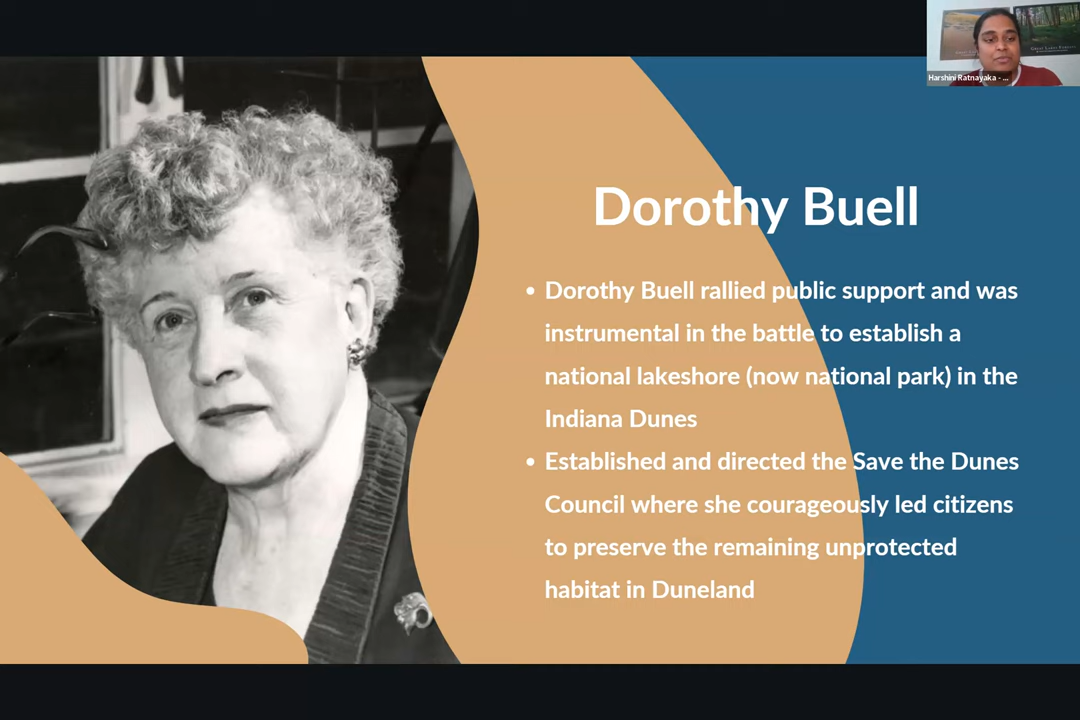 Harshini Ratnayaka - ...
Dorothy Buell
• Dorothy Buell rallied public support and was
instrumental in the battle to establish a
national lakeshore (now national park) in the
Indiana Dunes
• Established and directed the Save the Dunes
Council where she courageously led citizens
to preserve the remaining unprotected
habitat in Duneland